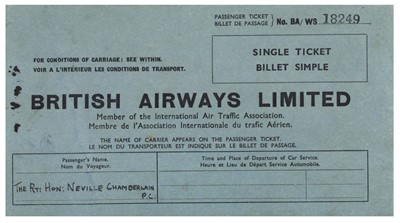 PASSENGER TICKET
BILLET DE PASSAGE
No. BA/WS 18249
FOR CONDITIONS OF CARRIAGE: SEE WITHIN.
VOIR A L'INTÉRIEUR LES CONDITIONS DE TRANSPORT.
SINGLE TICKET
BILLET SIMPLE
BRITISH AIRWAYS LIMITED
Member of the International Air Traffic Association.
Membre de l'Association Internationale du trafic Aérien.
THE NAME OF CARRIER APPEARS ON THE PASSENGER TICKET.
LE NOM DU TRANSPORTEUR EST INDIQUÉ SUR LE BILLET DE PASSAGE.
Passenger's Name.
Nom du Voyageur.
Time and Place of Departure of Car Service.
Heure et Lieu de Départ Service Automobile.
THE RT: HON: NEVILLE CHAMBERLAIN
P.C.